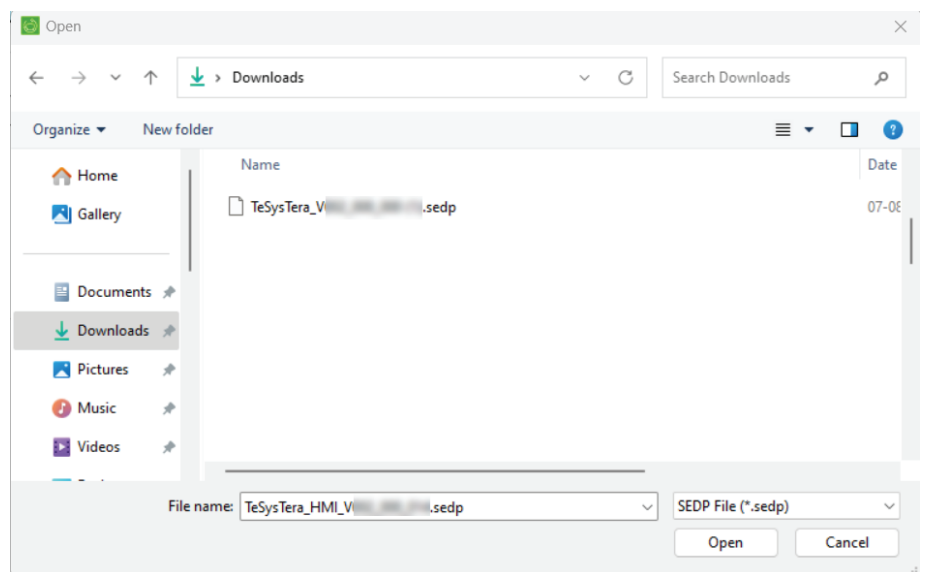 Open
Downloads
Search Downloads
Organize
New folder
Name
Date
Home
TeSysTera_V .sedp
07-08
Gallery
Documents
Downloads
Pictures
Music
Videos
File name:
TeSysTera_HMI_V .sedp
SEDP File (*.sedp)
Open
Cancel